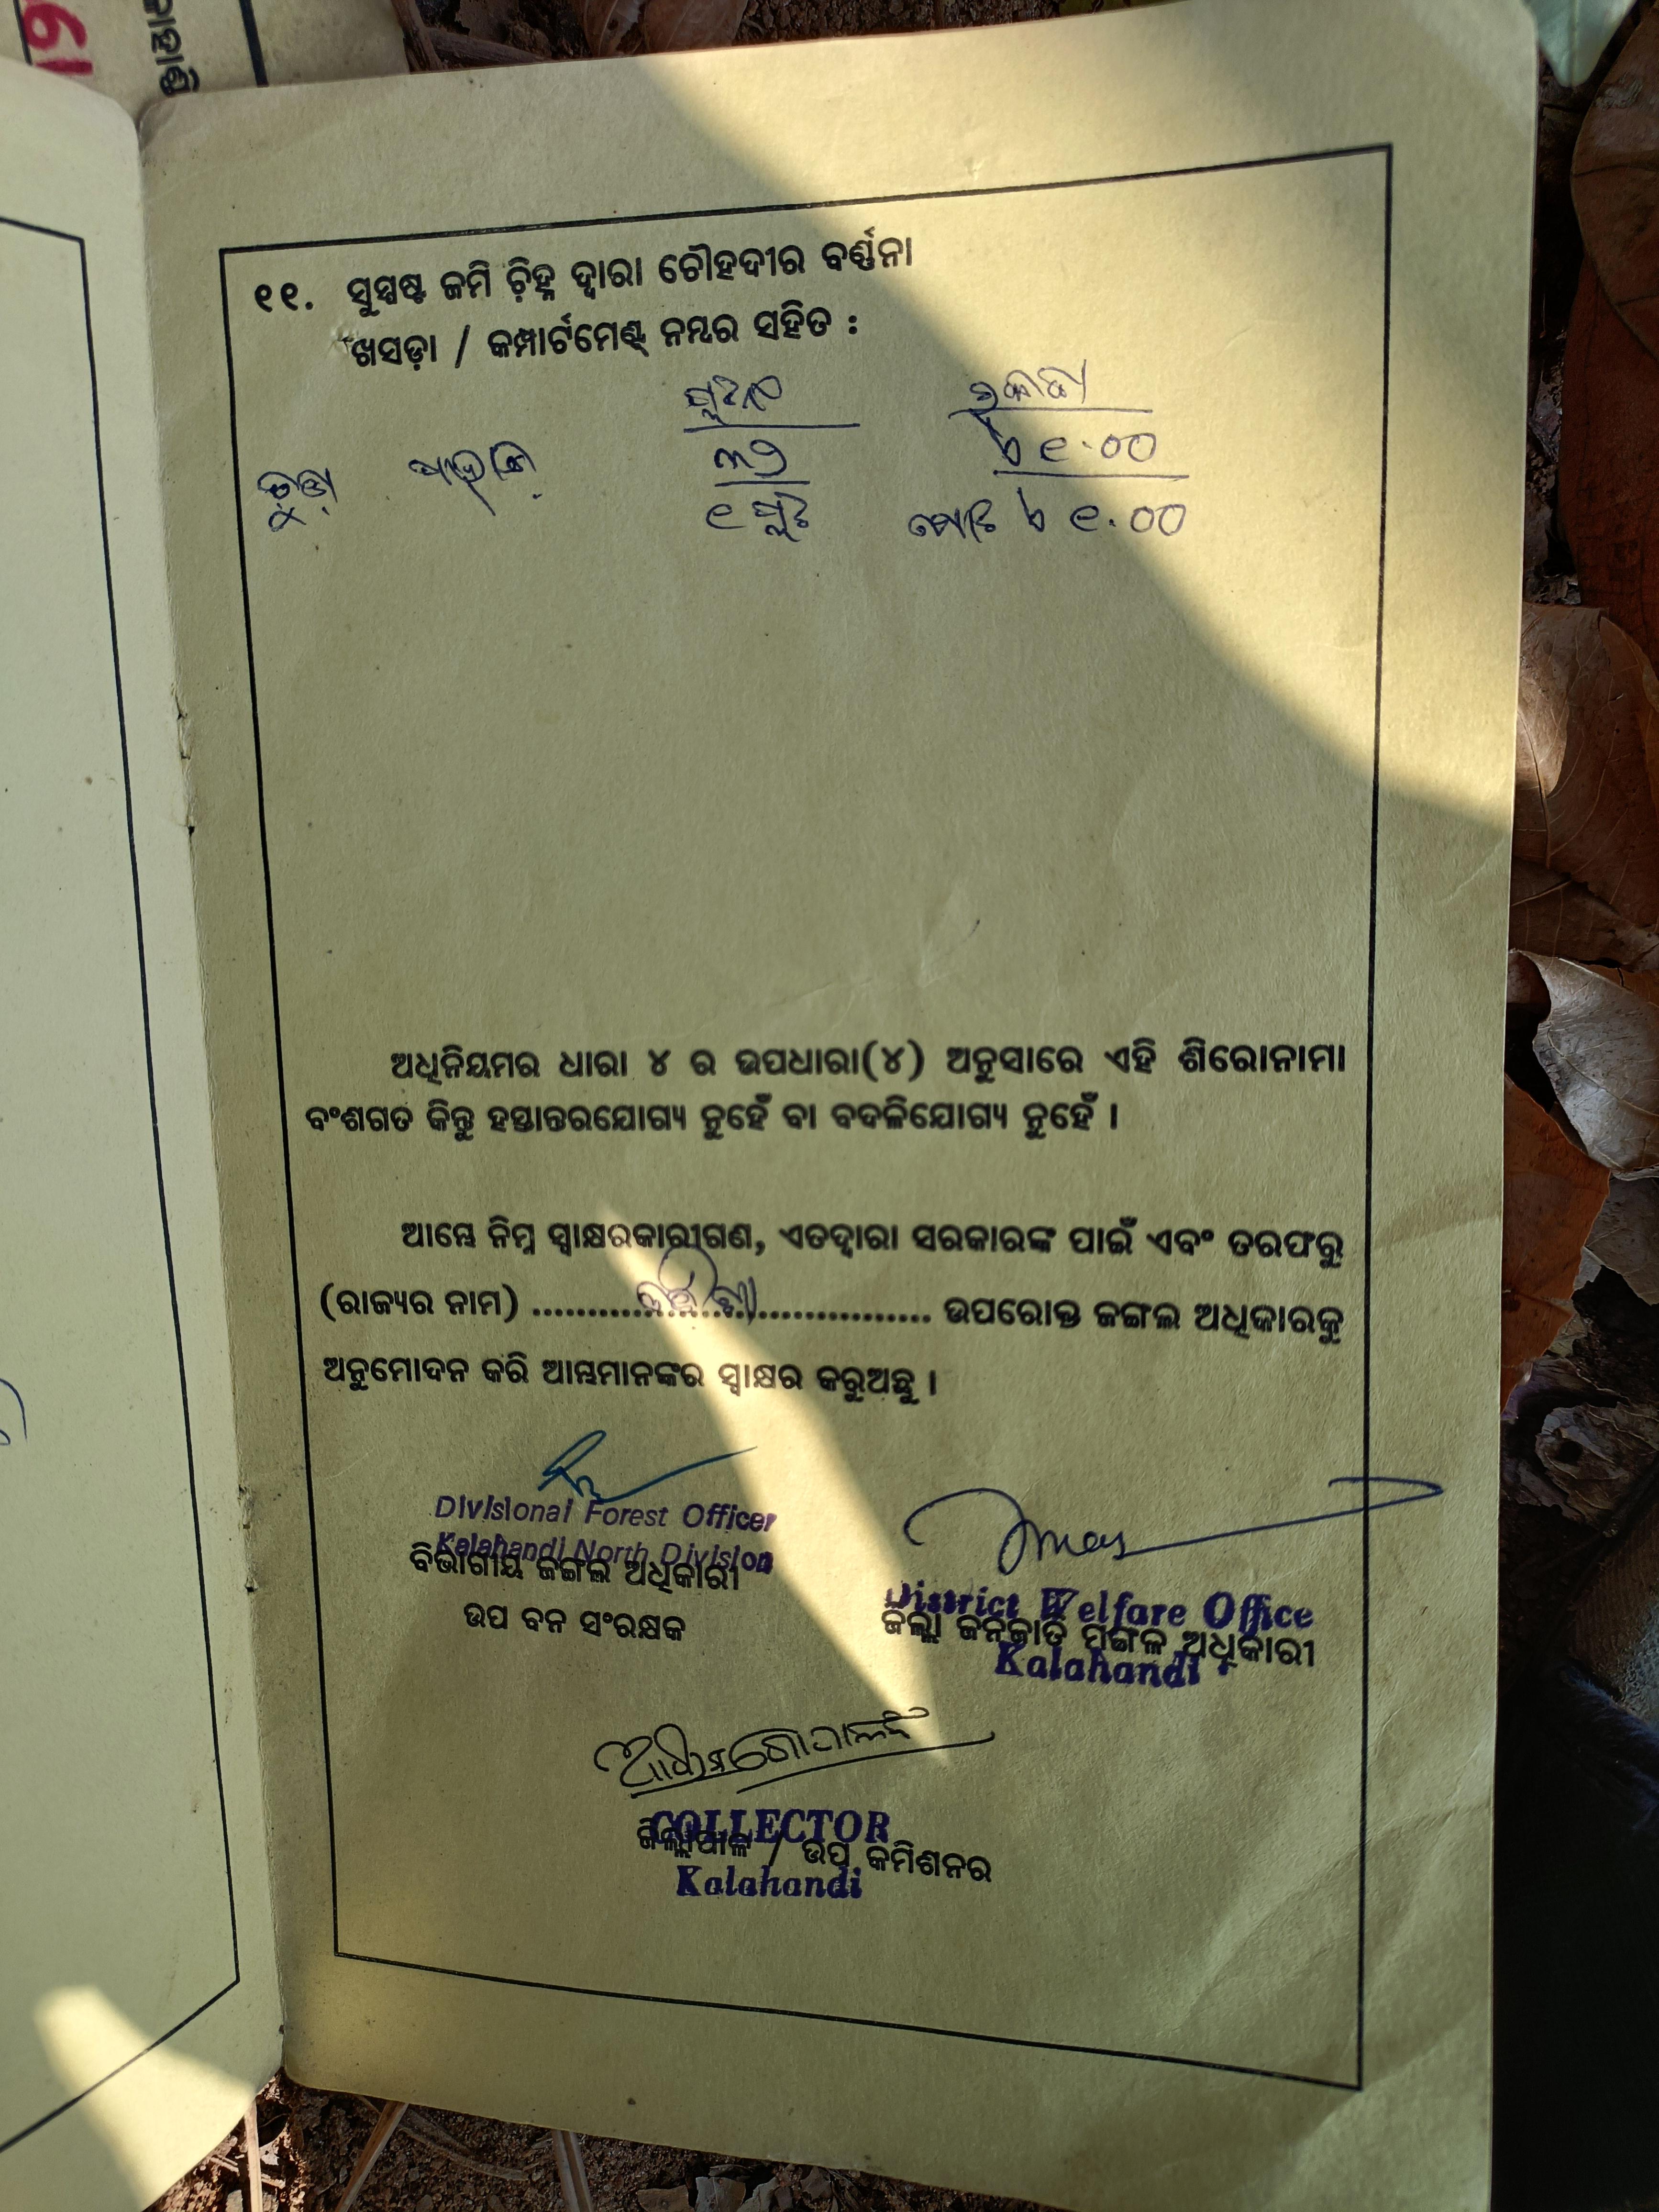 ୧୧. ସୁସ୍ପଷ୍ଟ ଜମି ଚିହ୍ନ ଦ୍ବାରା ଚୌହଦୀର ବର୍ଣ୍ଣନା
ଖସଡ଼ା / କମ୍ପାର୍ଟମେଣ୍ଟ୍ ନମ୍ବର ସହିତ :
ଅଧିନିୟମର ଧାରା ୪ ର ଉପଧାରା(୪) ଅନୁସାରେ ଏହି ଶିରୋନାମା
ବଂଶଗତ କିନ୍ତୁ ହସ୍ତାନ୍ତରଯୋଗ୍ୟ ନୁହେଁ ବା ବଦଳିଯୋଗ୍ୟ ନୁହେଁ ।
ଆମ୍ଭେ ନିମ୍ନ ସ୍ବାକ୍ଷରକାରୀଗଣ, ଏତଦ୍ଦ୍ବାରା ସରକାରଙ୍କ ପାଇଁ ଏବଂ ତରଫରୁ
(ରାଜ୍ୟର ନାମ) ..................................... ଉପରୋକ୍ତ ଜଙ୍ଗଲ ଅଧିକାରକୁ
ଅନୁମୋଦନ କରି ଆମ୍ଭମାନଙ୍କର ସ୍ବାକ୍ଷର କରୁଅଛୁ ।
Divisional Forest Officer
Kalahandi North Division
ବିଭାଗୀୟ ଜଙ୍ଗଲ ଅଧିକାରୀ
ଉପ ବନ ସଂରକ୍ଷକ
District Welfare Office
ଜିଲ୍ଲା ଜନଜାତି ମଙ୍ଗଳ ଅଧିକାରୀ
Kalahandi
COLLECTOR
ଜିଲ୍ଲାପାଳ / ଉପ କମିଶନର
Kalahandi